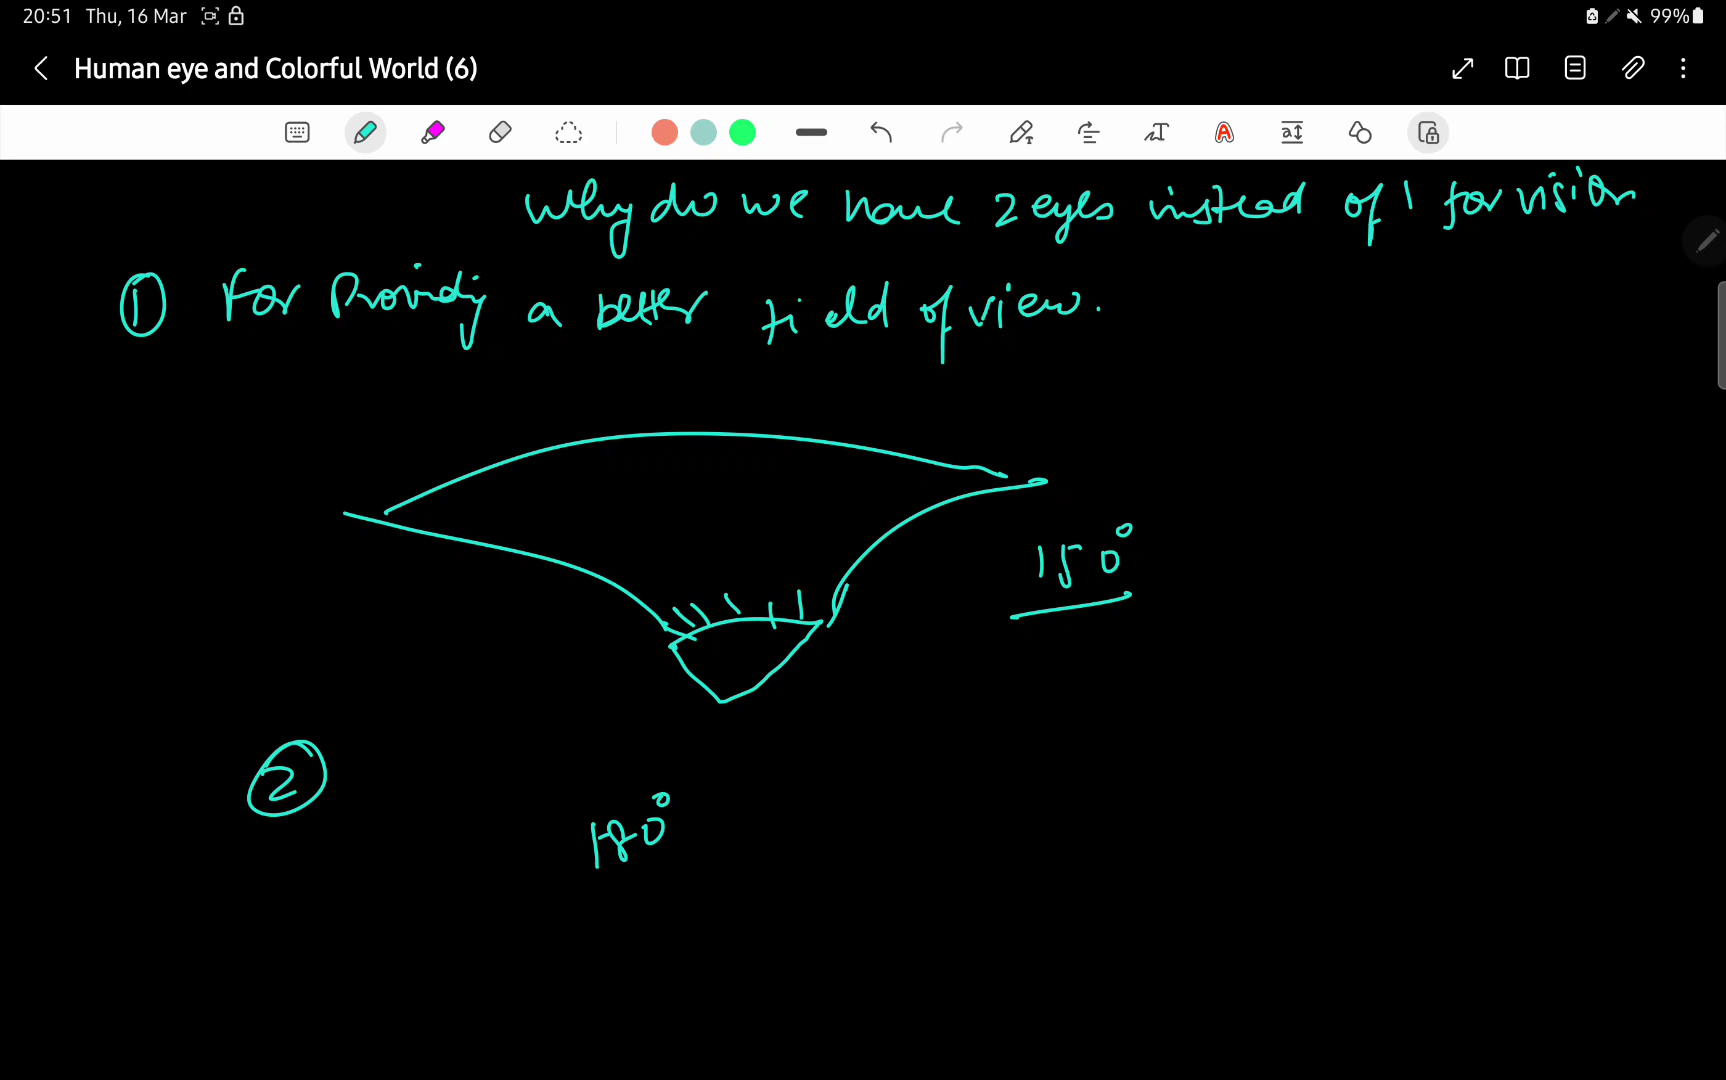 20:51 Thu, 16 Mar 99%
Human eye and Colorful World (6)
Why do we have 2 eyes instead of 1 for vision
① For Providing a better field of view.
150°
②
180°